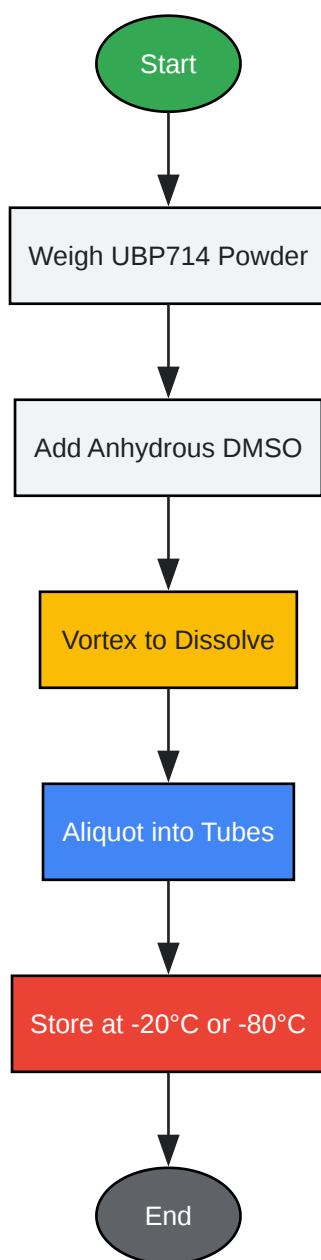 Start
Weigh UBP714 Powder
Add Anhydrous DMSO
Vortex to Dissolve
Aliquot into Tubes
Store at -20°C or -80°C
End